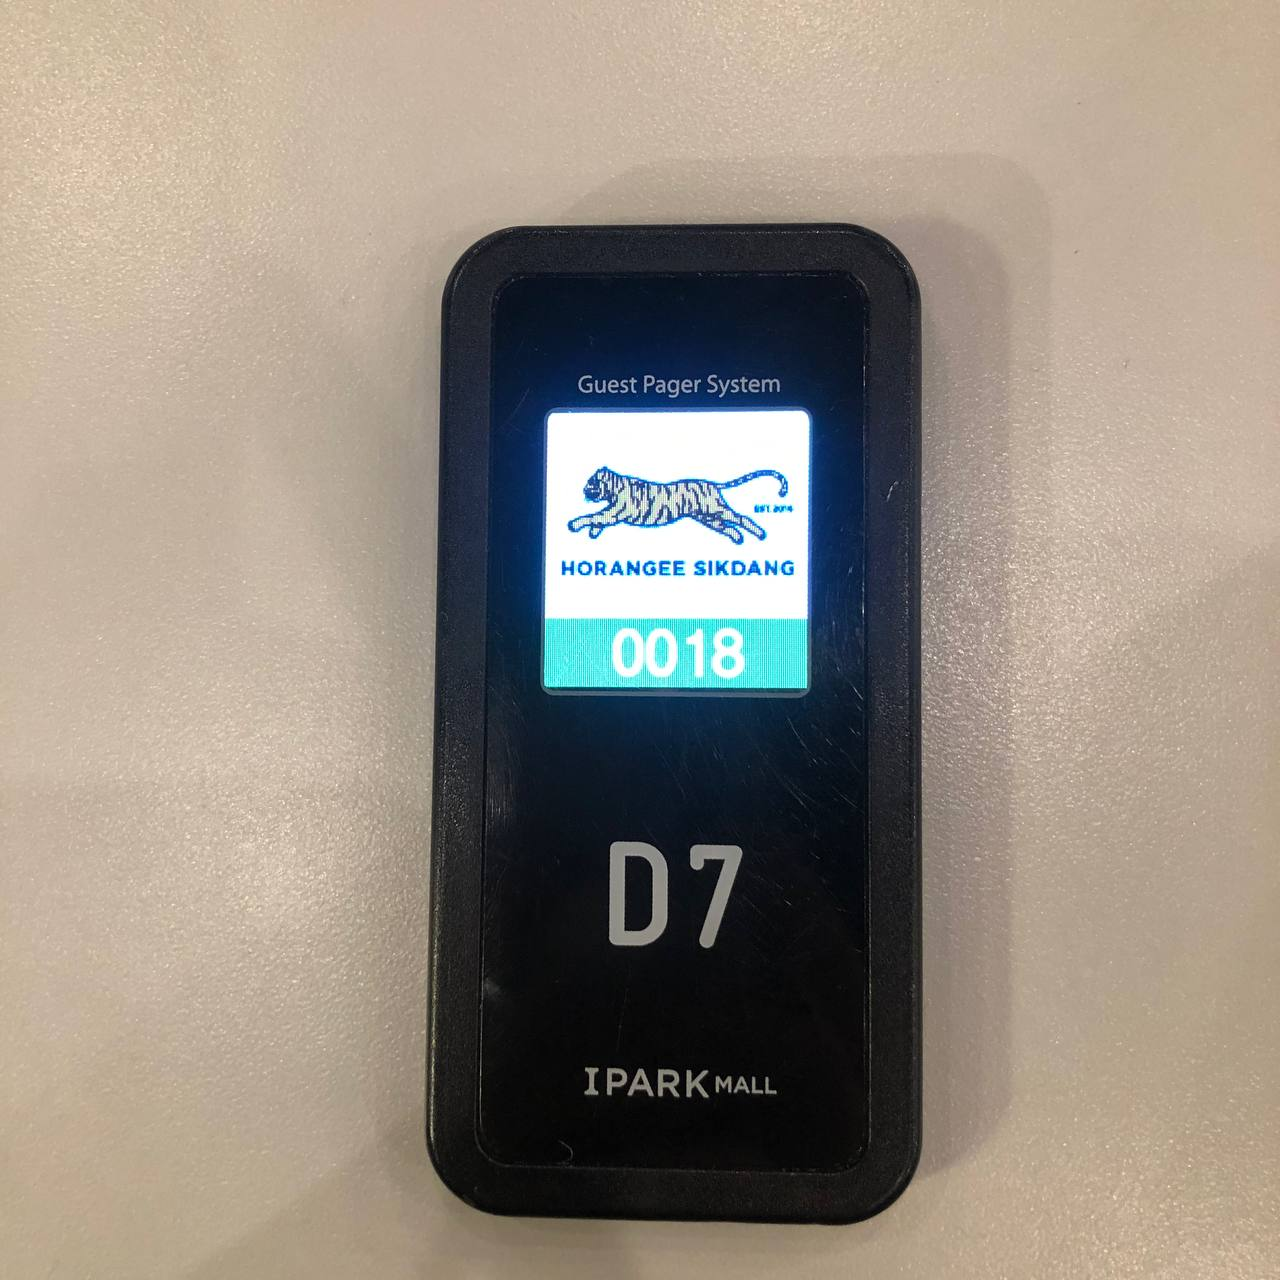 Guest Pager System
EST. 2014
HORANGEE SIKDANG
0018
D7
IPARK MALL